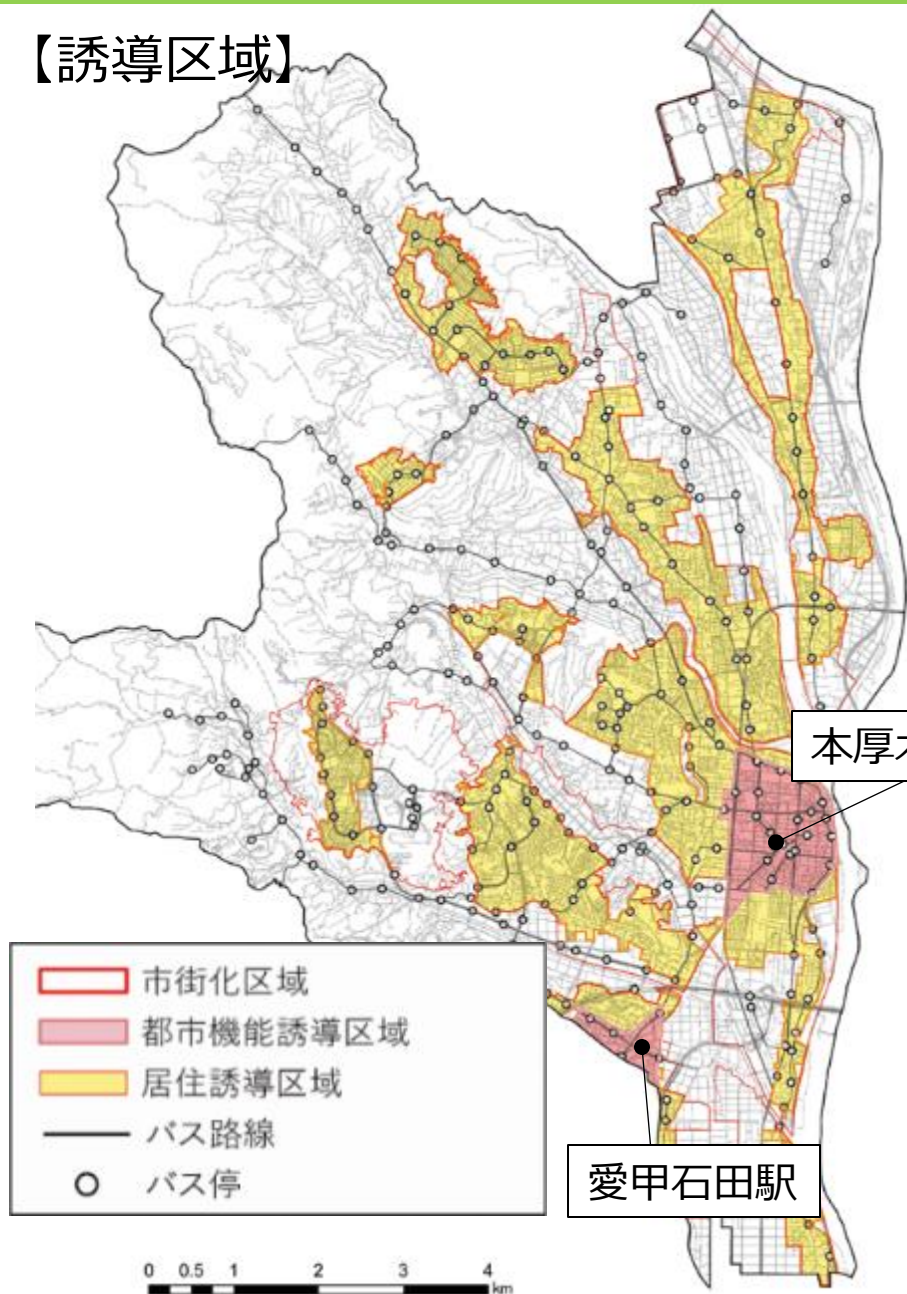 【誘導区域】
本厚木
愛甲石田駅
市街化区域
都市機能誘導区域
居住誘導区域
バス路線
バス停
0 0.5 1 2 3 4
km